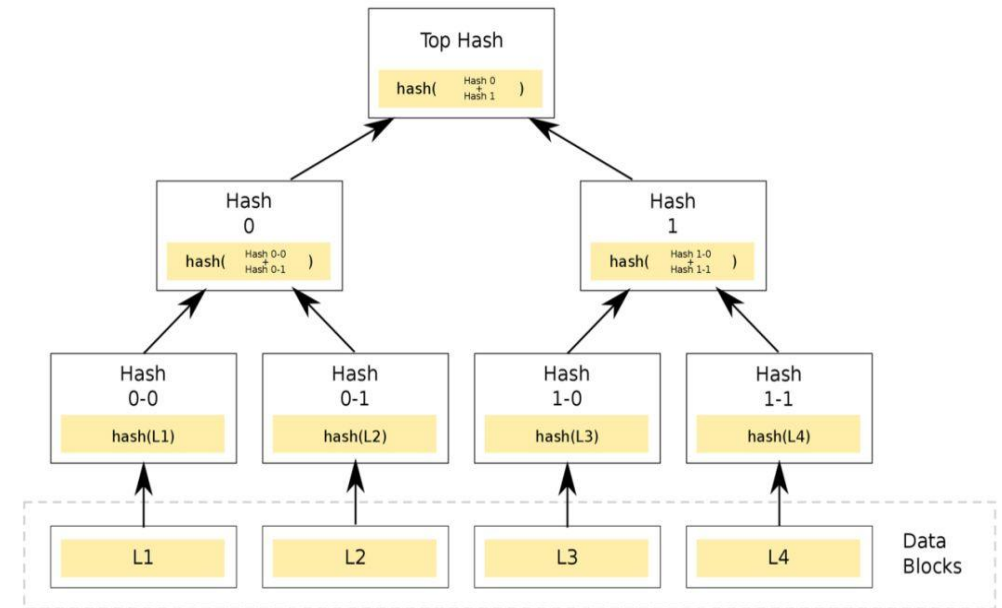 Top Hash
hash( Hash 0 + Hash 1 )
Hash
0
hash( Hash 0-0 + Hash 0-1 )
Hash
1
hash( Hash 1-0 + Hash 1-1 )
Hash
0-0
hash(L1)
Hash
0-1
hash(L2)
Hash
1-0
hash(L3)
Hash
1-1
hash(L4)
L1
L2
L3
L4
Data
Blocks